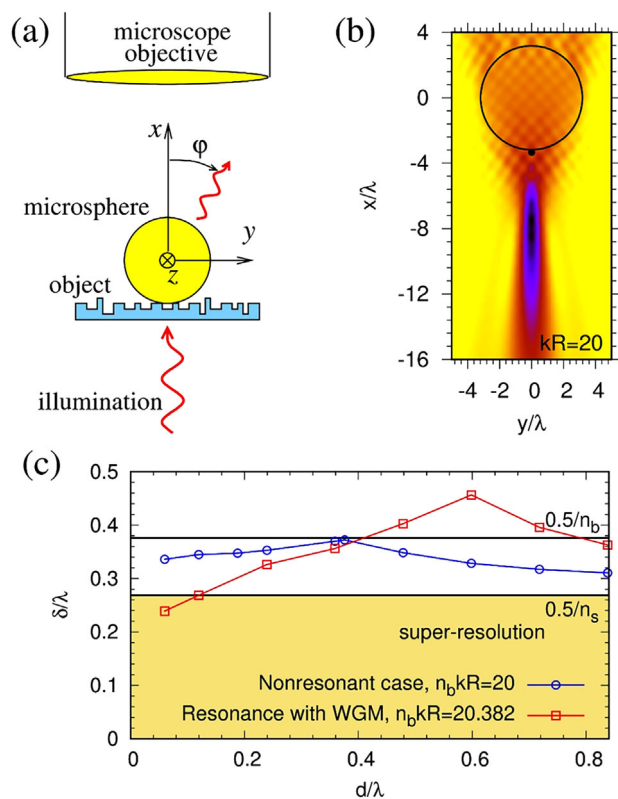 (a)
microscope
objective
x
φ
microsphere
y
z
object
illumination
(b)
4
0
-4
-8
-12
-16
x/λ
kR=20
-4 -2 0 2 4
y/λ
(c)
0.5
0.4
0.3
0.2
0.1
0
δ/λ
0.5/n_b
0.5/n_s
super-resolution
Nonresonant case, n_bkR=20
Resonance with WGM, n_bkR=20.382
0 0.2 0.4 0.6 0.8
d/λ